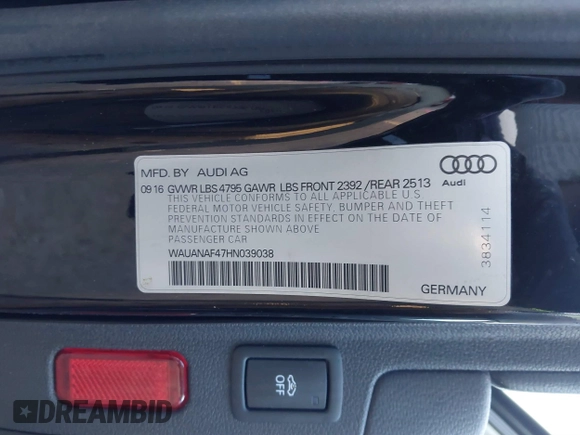 MFD. BY AUDI AG
09 16 GVWR LBS 4795 GAWR LBS FRONT 2392 /REAR 2513
THIS VEHICLE CONFORMS TO ALL APPLICABLE U.S.
FEDERAL MOTOR VEHICLE SAFETY, BUMPER AND THEFT
PREVENTION STANDARDS IN EFFECT ON THE DATE OF
MANUFACTURE SHOWN ABOVE
PASSENGER CAR
WAUANAF47HN039038
Audi
3834114
GERMANY
OFF
DREAMBID